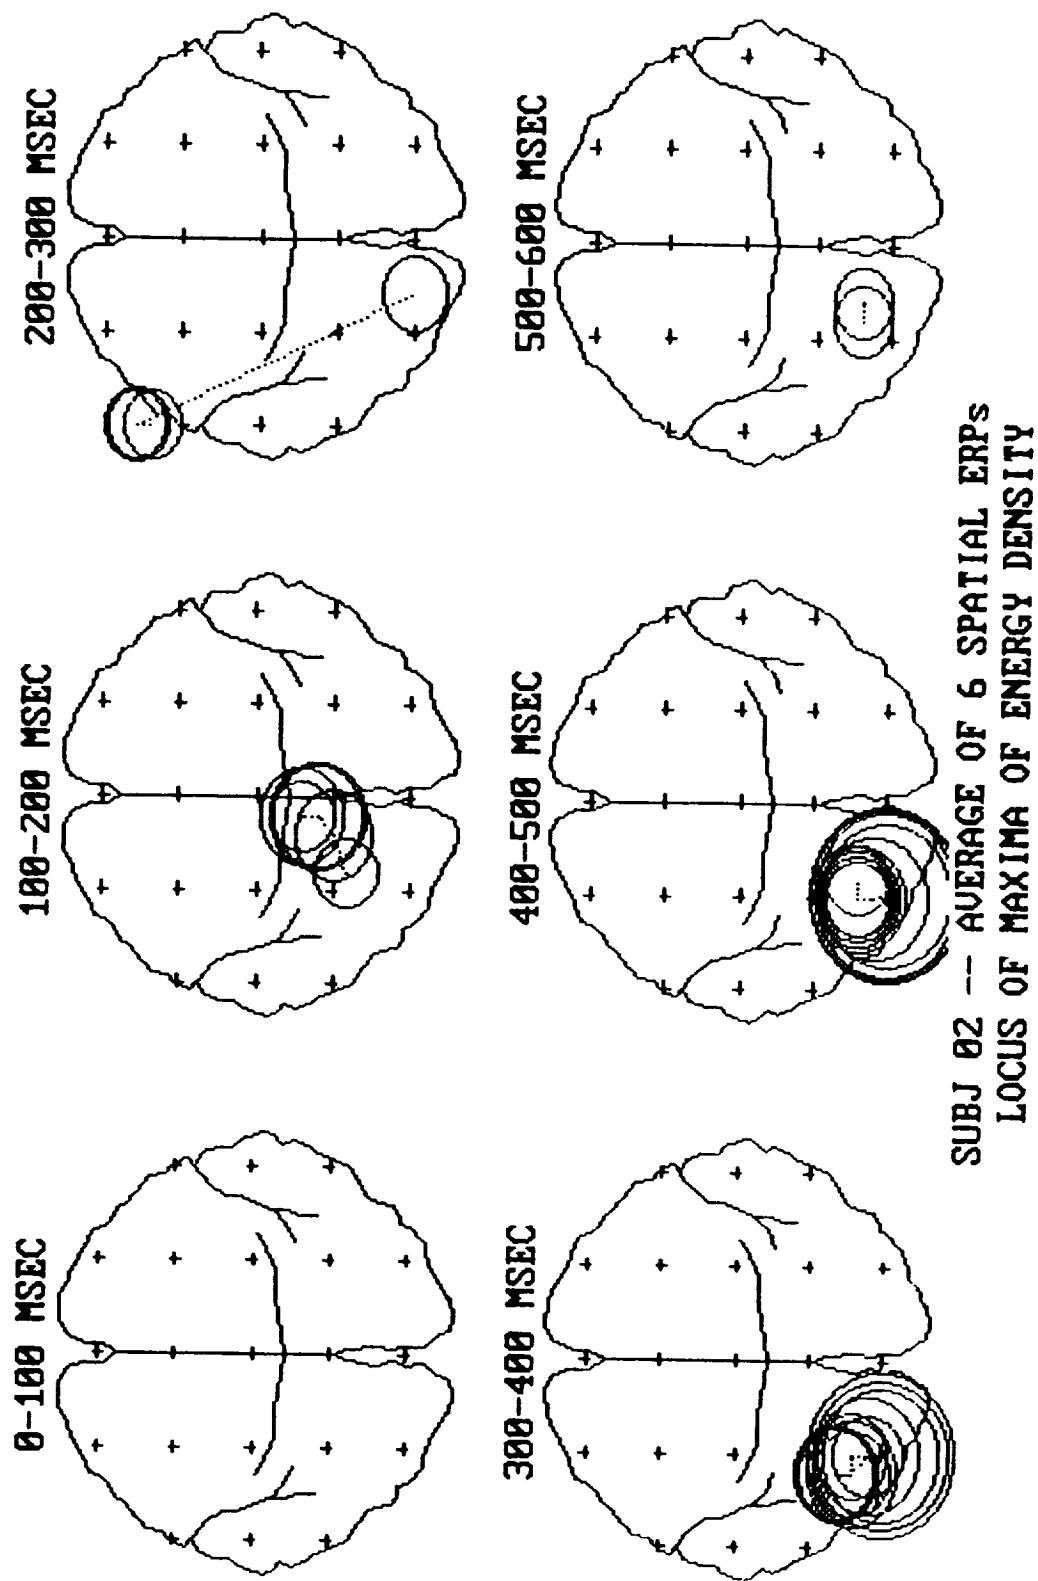 0-100 MSEC
100-200 MSEC
200-300 MSEC
300-400 MSEC
400-500 MSEC
500-600 MSEC
SUBJ 02 -- AVERAGE OF 6 SPATIAL ERPs
LOCUS OF MAXIMA OF ENERGY DENSITY